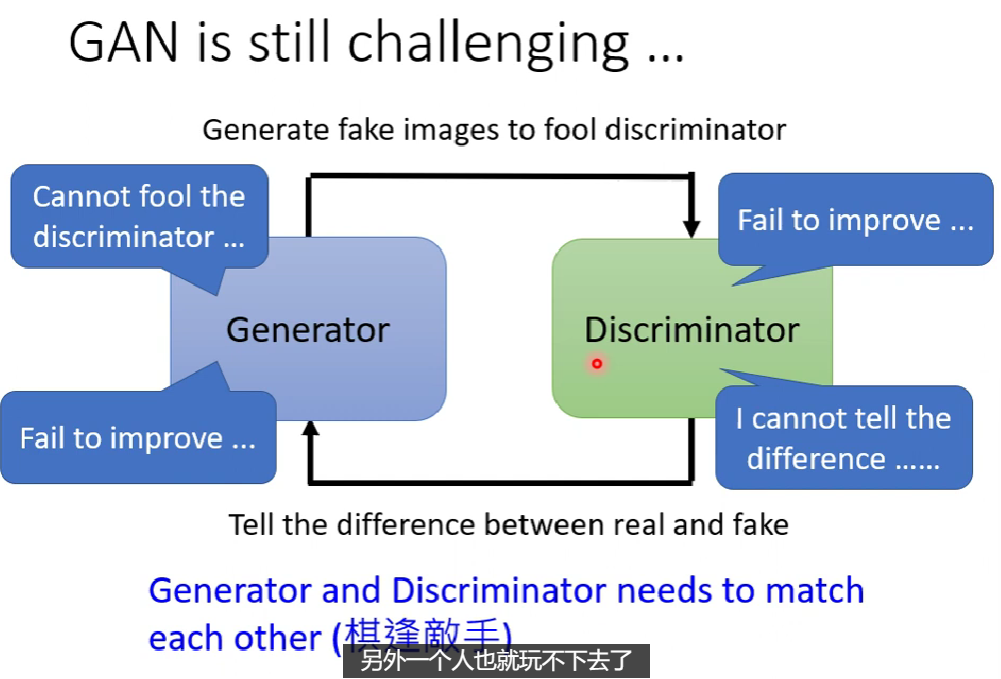 GAN is still challenging ...
Generate fake images to fool discriminator
Cannot fool the
discriminator ...
Fail to improve ...
Generator
Discriminator
Fail to improve ...
I cannot tell the
difference ......
Tell the difference between real and fake
Generator and Discriminator needs to match
each other (棋逢敵手)
另外一个人也就玩不下去了